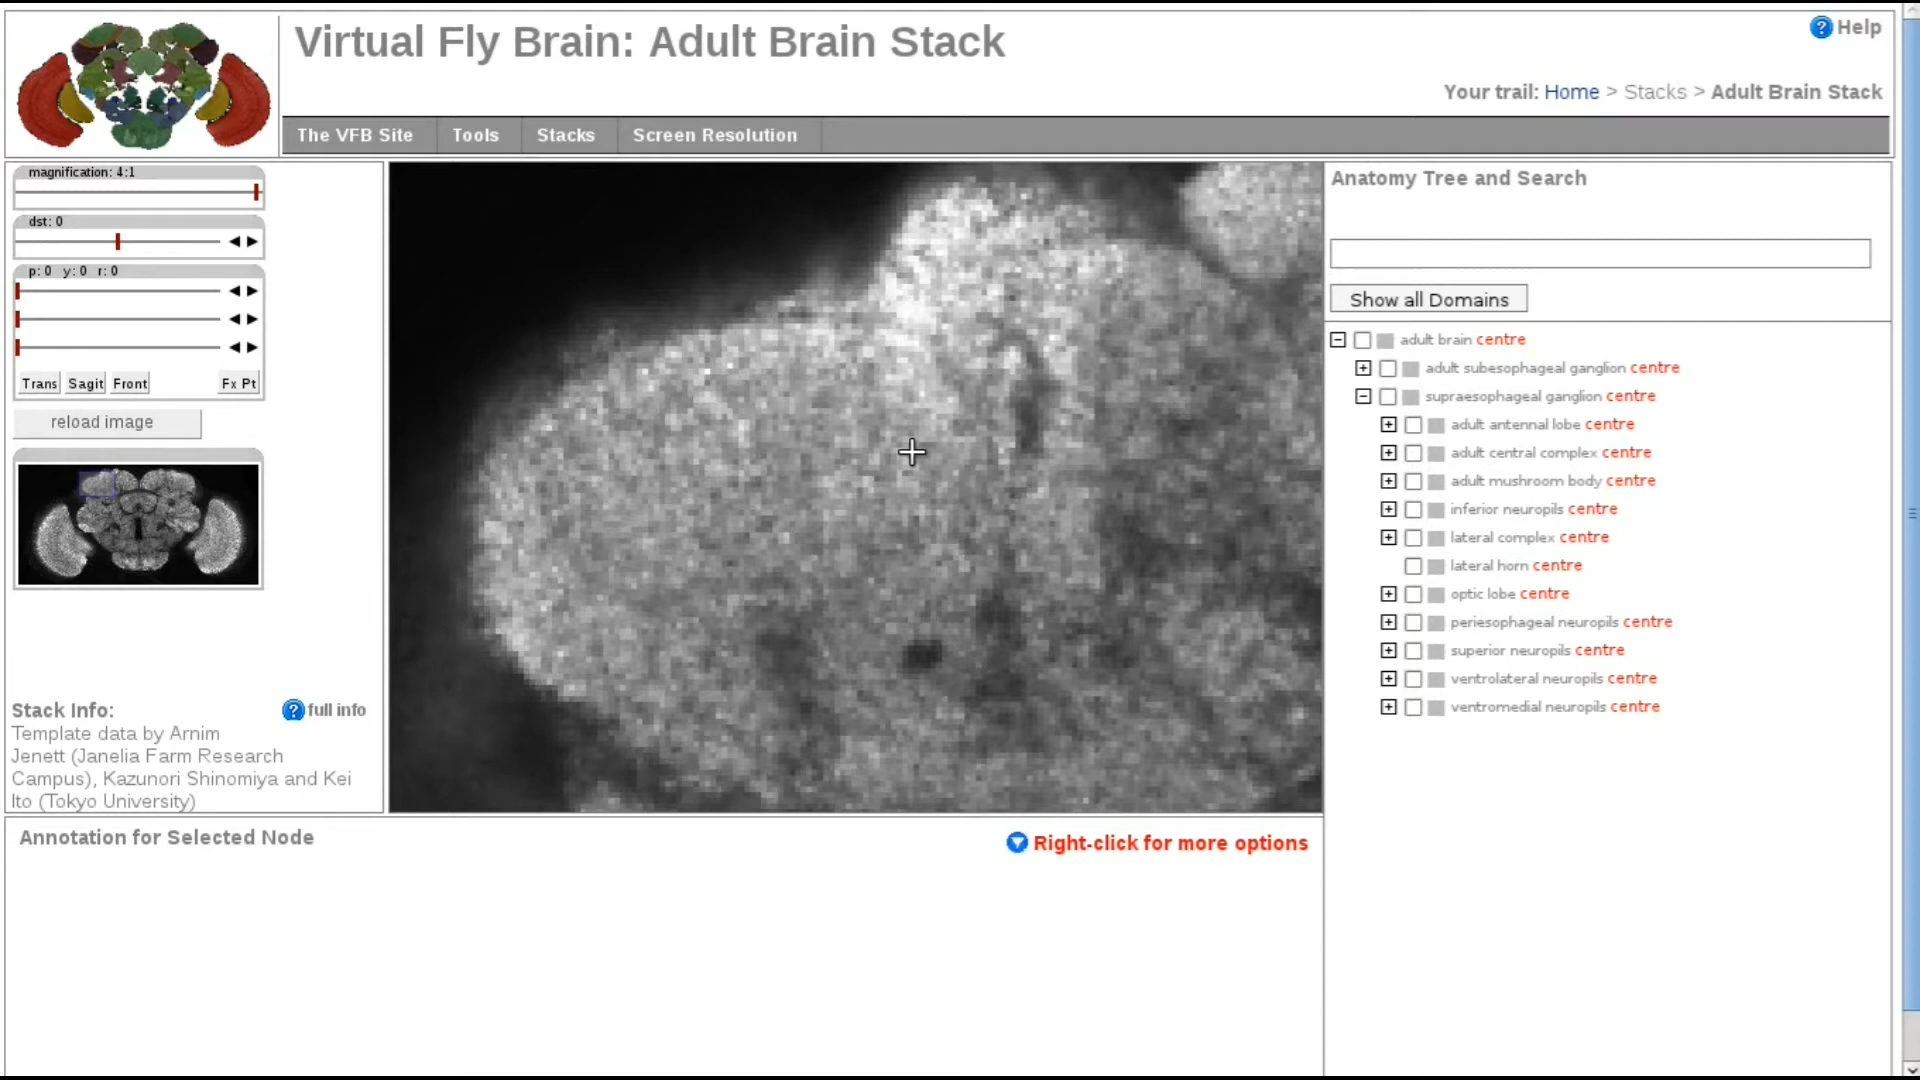 Virtual Fly Brain: Adult Brain Stack
Help
Your trail: Home > Stacks > Adult Brain Stack
The VFB Site Tools Stacks Screen Resolution
magnification: 4:1
dst: 0
p: 0 y: 0 r: 0
Trans Sagit Front Fx Pt
reload image
Stack Info: full info
Template data by Arnim
Jenett (Janelia Farm Research
Campus), Kazunori Shinomiya and Kei
Ito (Tokyo University)
Anatomy Tree and Search
Show all Domains
adult brain centre
adult subesophageal ganglion centre
supraesophageal ganglion centre
adult antennal lobe centre
adult central complex centre
adult mushroom body centre
inferior neuropils centre
lateral complex centre
lateral horn centre
optic lobe centre
periesophageal neuropils centre
superior neuropils centre
ventrolateral neuropils centre
ventromedial neuropils centre
Annotation for Selected Node
Right-click for more options